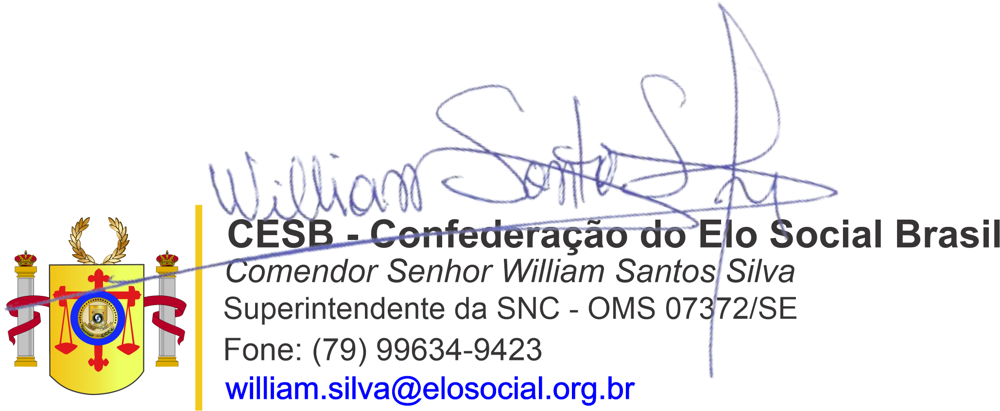 William Santos Silva
CESB - Confederação do Elo Social Brasil
Comendor Senhor William Santos Silva
Superintendente da SNC - OMS 07372/SE
Fone: (79) 99634-9423
william.silva@elosocial.org.br